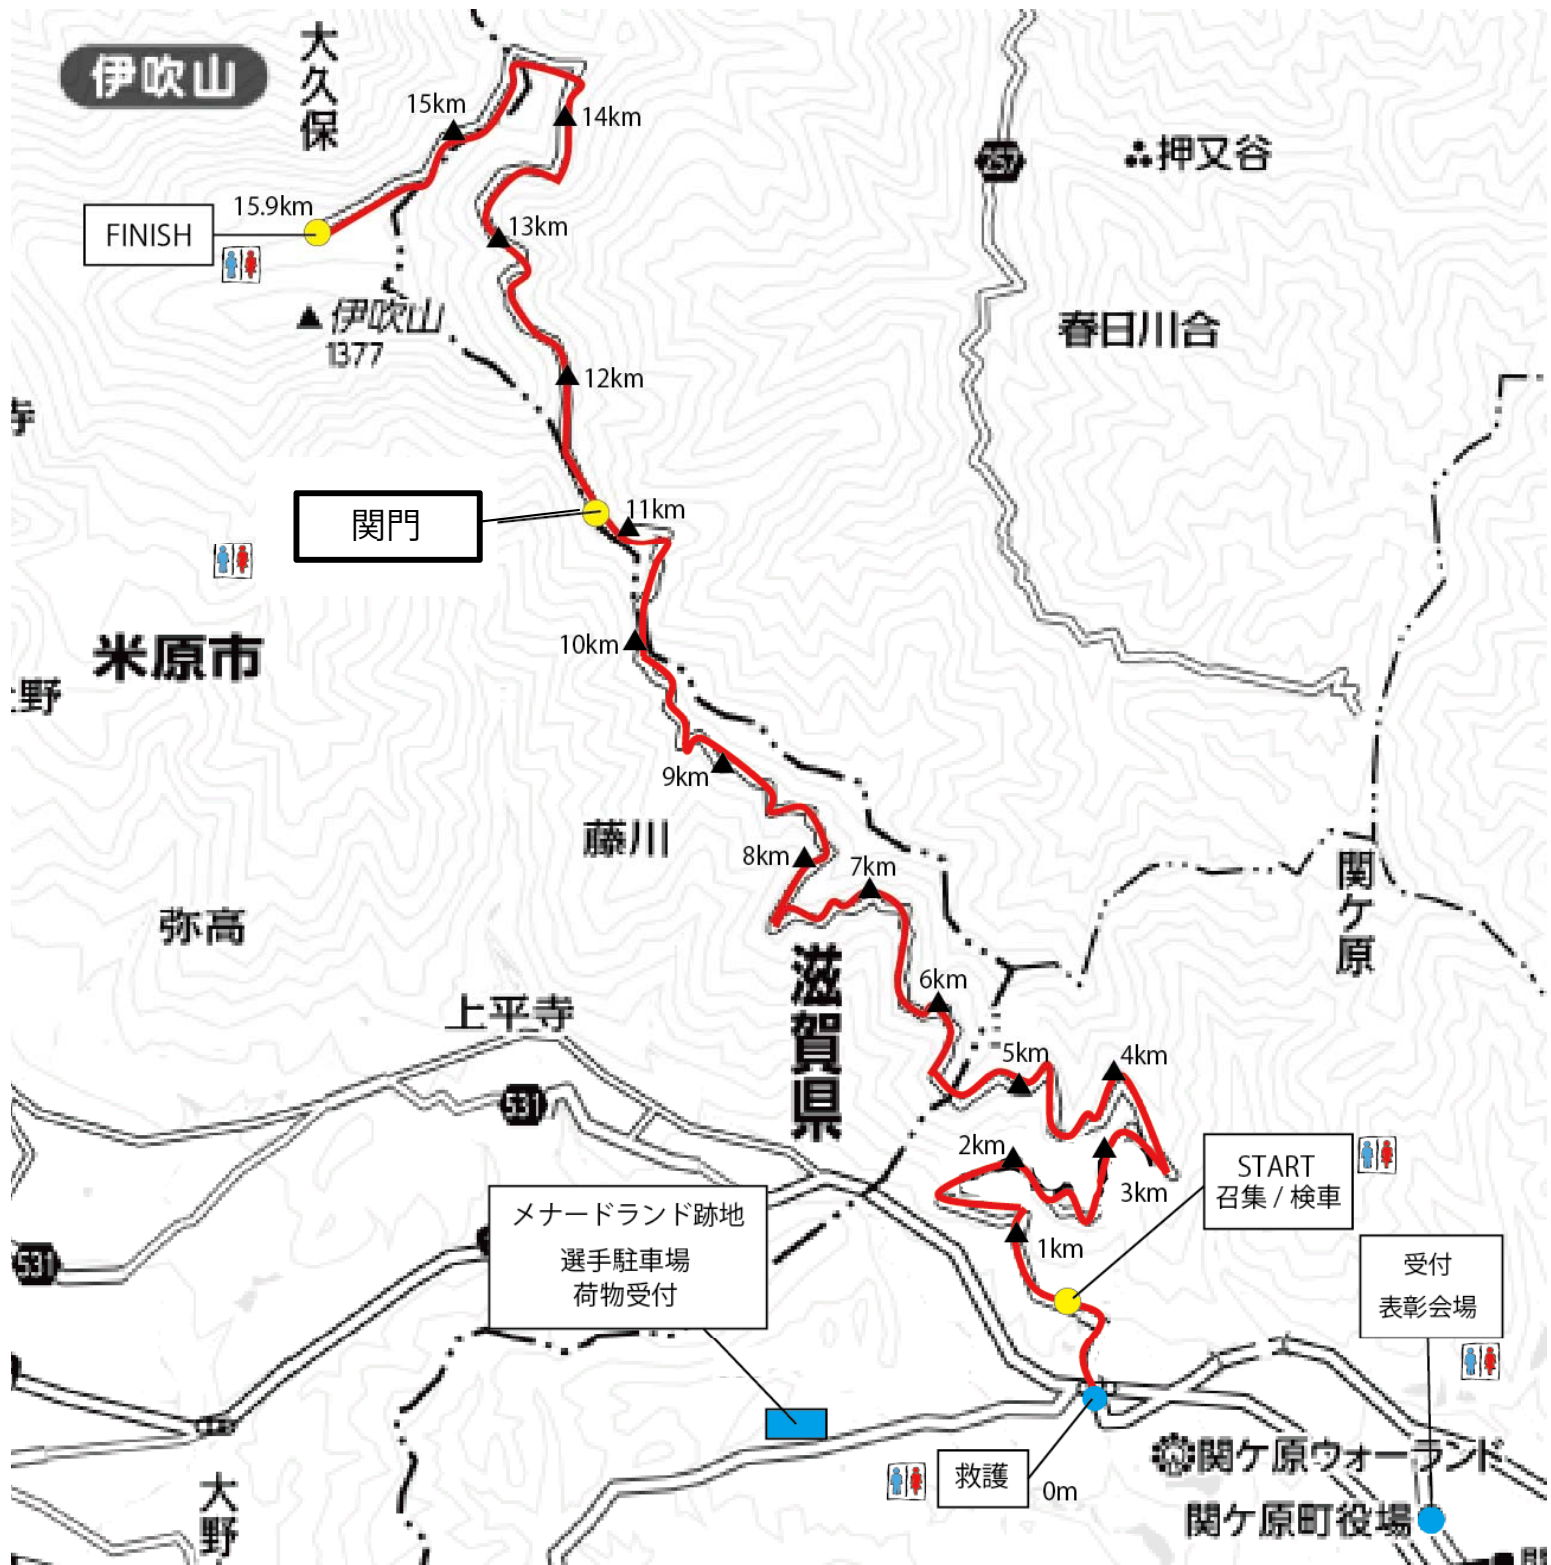 伊吹山
大久保
15km
14km
257
押又谷
15.9km
FINISH
13km
伊吹山
1377
春日川合
12km
寺
11km
関門
10km
米原市
野
9km
藤川
8km
7km
関ケ原
弥高
滋賀県
6km
上平寺
5km
4km
531
2km
START
召集 / 検車
3km
メナードランド跡地
選手駐車場
荷物受付
1km
531
受付
表彰会場
関ケ原ウォーランド
救護
0m
大野
関ケ原町役場